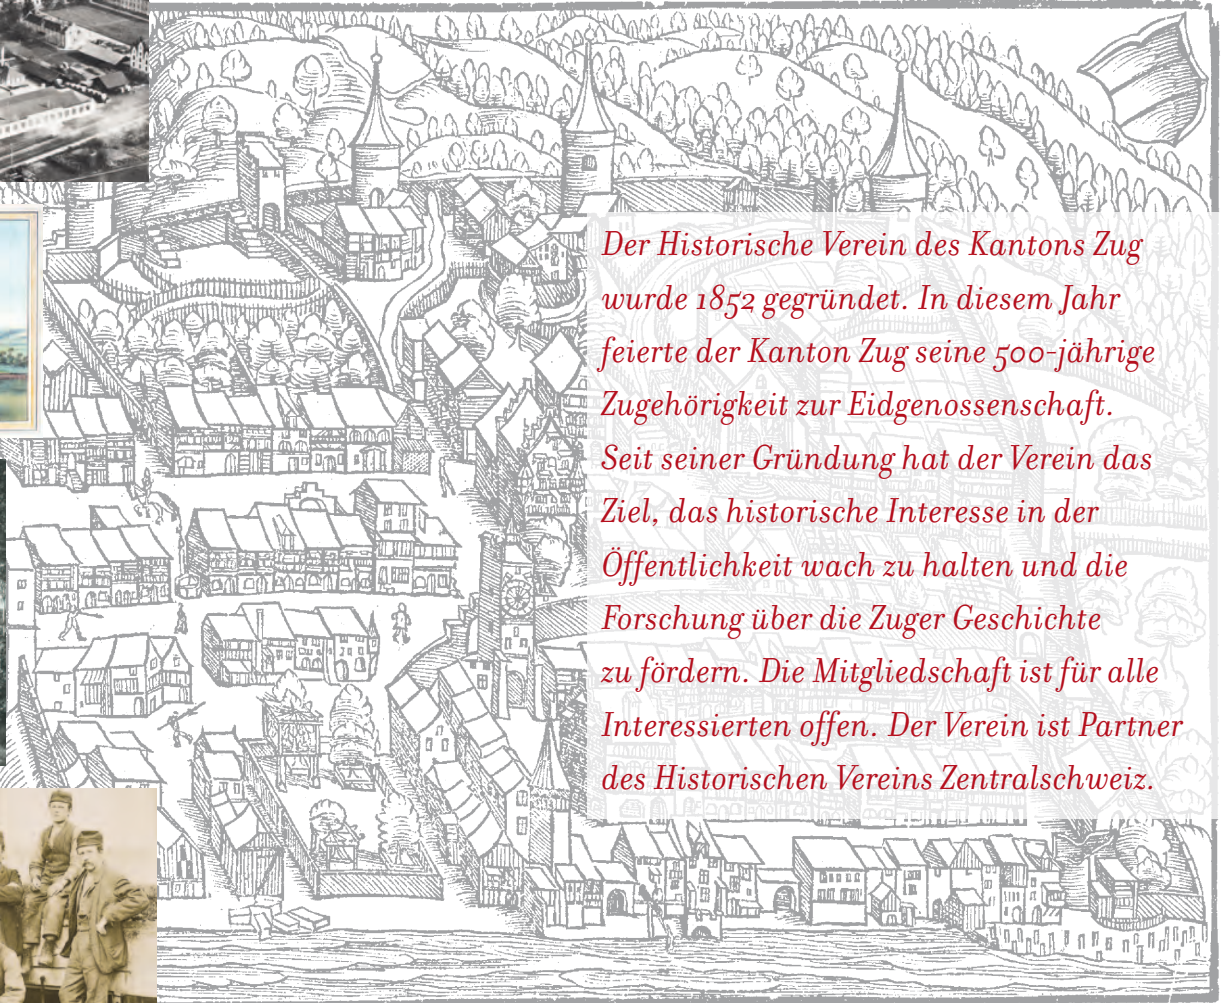 Der Historische Verein des Kantons Zug
wurde 1852 gegründet. In diesem Jahr
feierte der Kanton Zug seine 500-jährige
Zugehörigkeit zur Eidgenossenschaft.
Seit seiner Gründung hat der Verein das
Ziel, das historische Interesse in der
Öffentlichkeit wach zu halten und die
Forschung über die Zuger Geschichte
zu fördern. Die Mitgliedschaft ist für alle
Interessierten offen. Der Verein ist Partner
des Historischen Vereins Zentralschweiz.